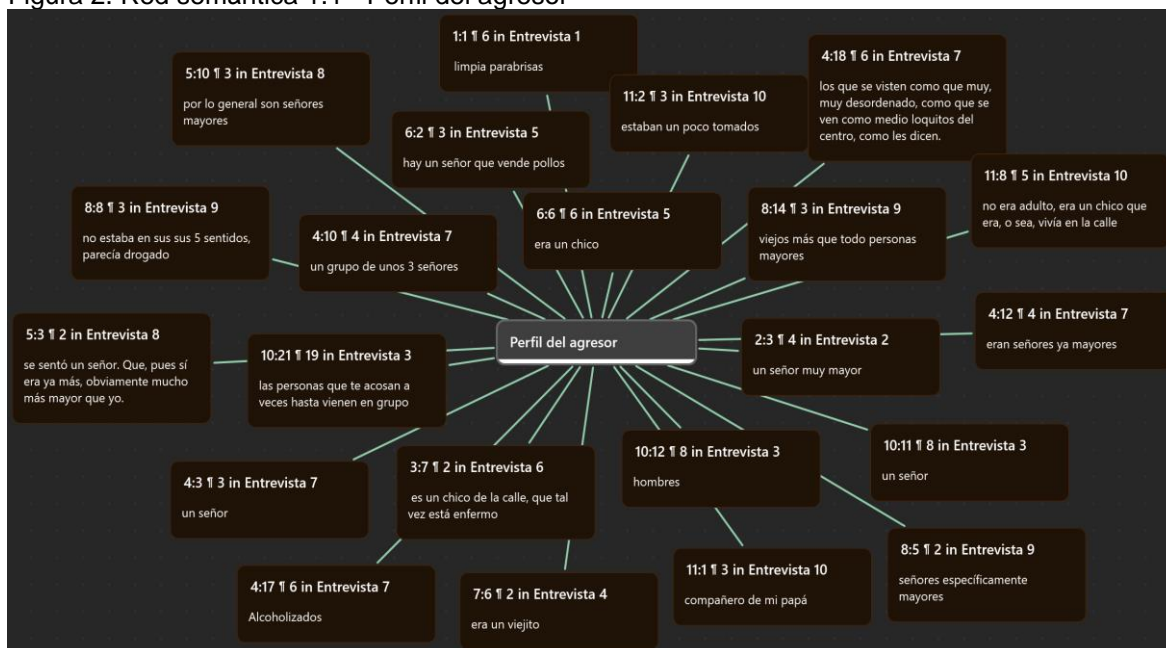 Figura 2. Red semántica 1.1 - Perfil del agresor
1:1 ¶ 6 in Entrevista 1
limpia parabrisas
5:10 ¶ 3 in Entrevista 8
por lo general son señores
mayores
4:18 ¶ 6 in Entrevista 7
los que se visten como que muy,
muy desordenado, como que se
ven como medio loquitos del
centro, como les dicen.
11:2 ¶ 3 in Entrevista 10
estaban un poco tomados
6:2 ¶ 3 in Entrevista 5
hay un señor que vende pollos
11:8 ¶ 5 in Entrevista 10
no era adulto, era un chico que
era, o sea, vivía en la calle
8:8 ¶ 3 in Entrevista 9
no estaba en sus sus 5 sentidos,
parecía drogado
4:10 ¶ 4 in Entrevista 7
un grupo de unos 3 señores
6:6 ¶ 6 in Entrevista 5
era un chico
8:14 ¶ 3 in Entrevista 9
viejos más que todo personas
mayores
4:12 ¶ 4 in Entrevista 7
eran señores ya mayores
5:3 ¶ 2 in Entrevista 8
se sentó un señor. Que, pues sí
era ya más, obviamente mucho
más mayor que yo.
10:21 ¶ 19 in Entrevista 3
las personas que te acosan a
veces hasta vienen en grupo
Perfil del agresor
2:3 ¶ 4 in Entrevista 2
un señor muy mayor
10:11 ¶ 8 in Entrevista 3
un señor
4:3 ¶ 3 in Entrevista 7
un señor
3:7 ¶ 2 in Entrevista 6
es un chico de la calle, que tal
vez está enfermo
10:12 ¶ 8 in Entrevista 3
hombres
8:5 ¶ 2 in Entrevista 9
señores específicamente
mayores
4:17 ¶ 6 in Entrevista 7
Alcoholizados
7:6 ¶ 2 in Entrevista 4
era un viejito
11:1 ¶ 3 in Entrevista 10
compañero de mi papá